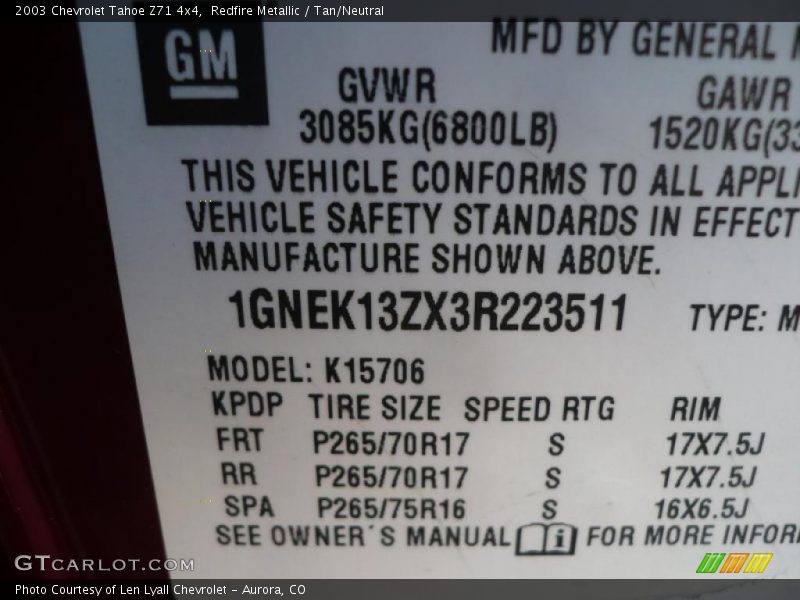 2003 Chevrolet Tahoe Z71 4x4,  Redfire Metallic / Tan/Neutral
GM
MFD BY GENERAL
GVWR GAWR
3085KG(6800LB) 1520KG(33
THIS VEHICLE CONFORMS TO ALL APPLI
VEHICLE SAFETY STANDARDS IN EFFECT
MANUFACTURE SHOWN ABOVE.
1GNEK13ZX3R223511 TYPE: M
MODEL: K15706
KPDP TIRE SIZE SPEED RTG RIM
FRT P265/70R17 S 17X7.5J
RR P265/70R17 S 17X7.5J
SPA P265/75R16 S 16X6.5J
SEE OWNER´S MANUAL i FOR MORE INFOR
GTCARLOT.COM
Photo Courtesy of Len Lyall Chevrolet - Aurora, CO